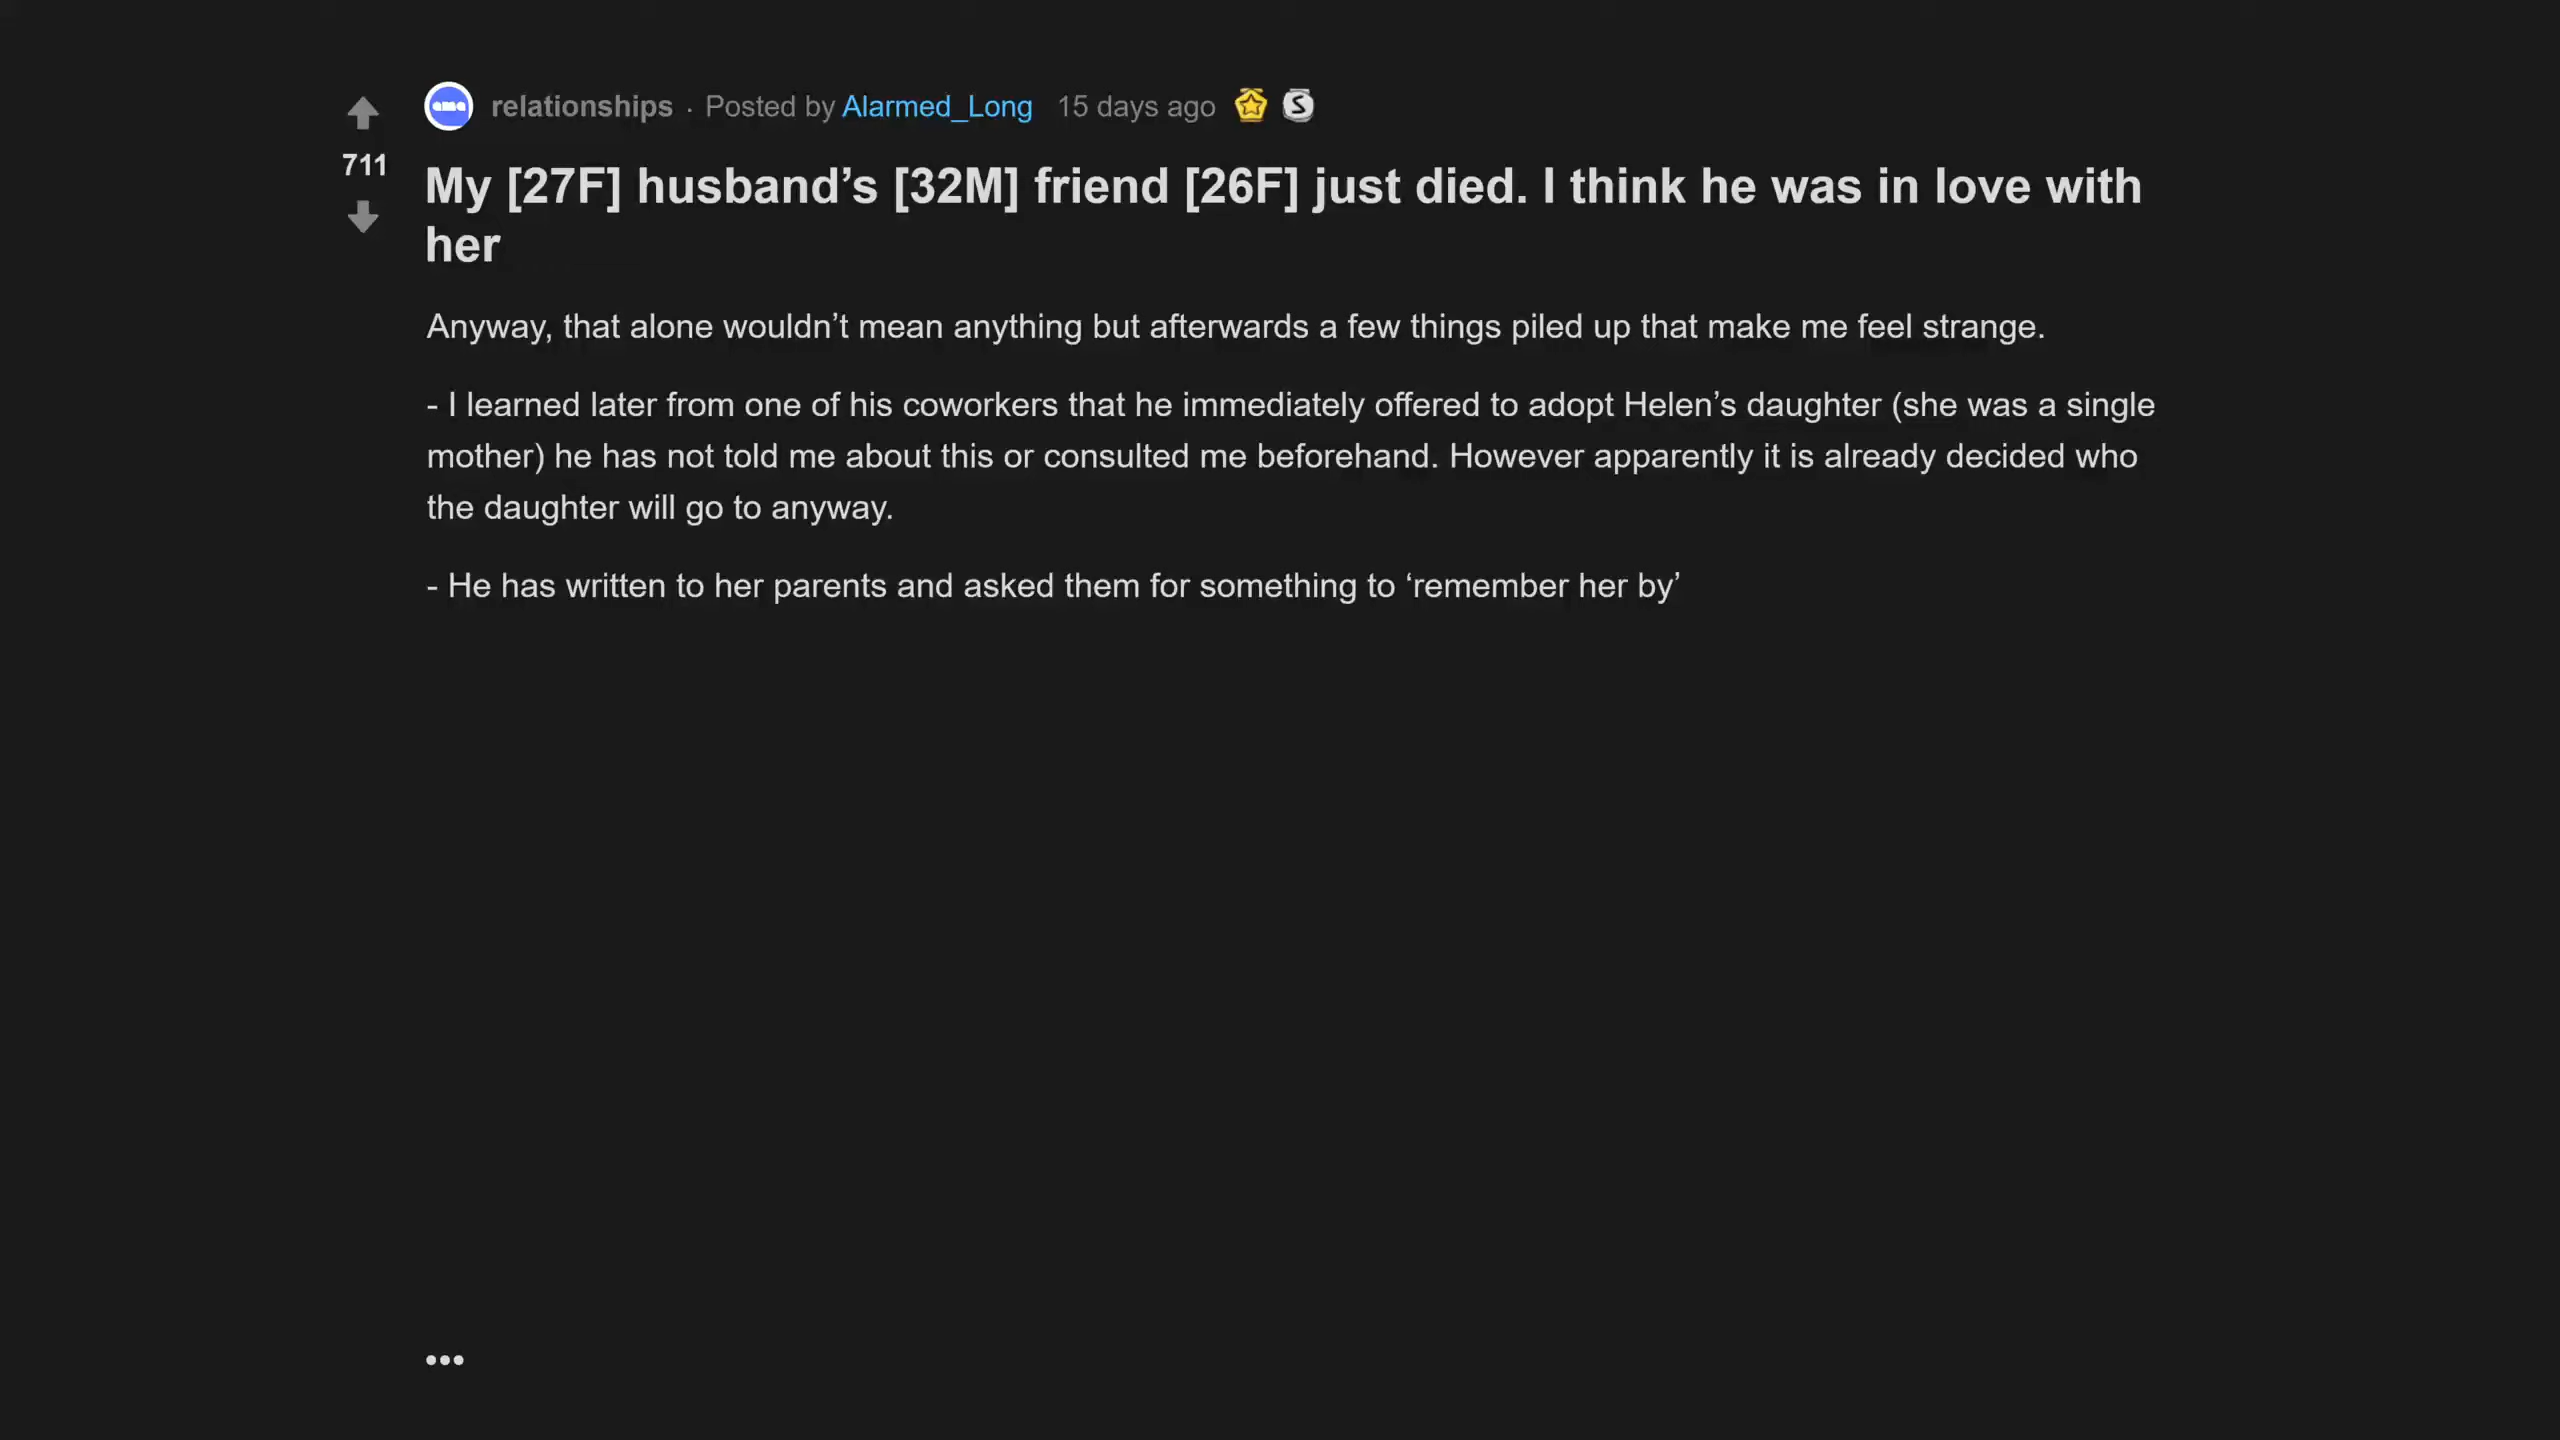 relationships · Posted by Alarmed_Long 15 days ago
711
My [27F] husband’s [32M] friend [26F] just died. I think he was in love with
her
Anyway, that alone wouldn’t mean anything but afterwards a few things piled up that make me feel strange.
- I learned later from one of his coworkers that he immediately offered to adopt Helen’s daughter (she was a single
mother) he has not told me about this or consulted me beforehand. However apparently it is already decided who
the daughter will go to anyway.
- He has written to her parents and asked them for something to ‘remember her by’
•••